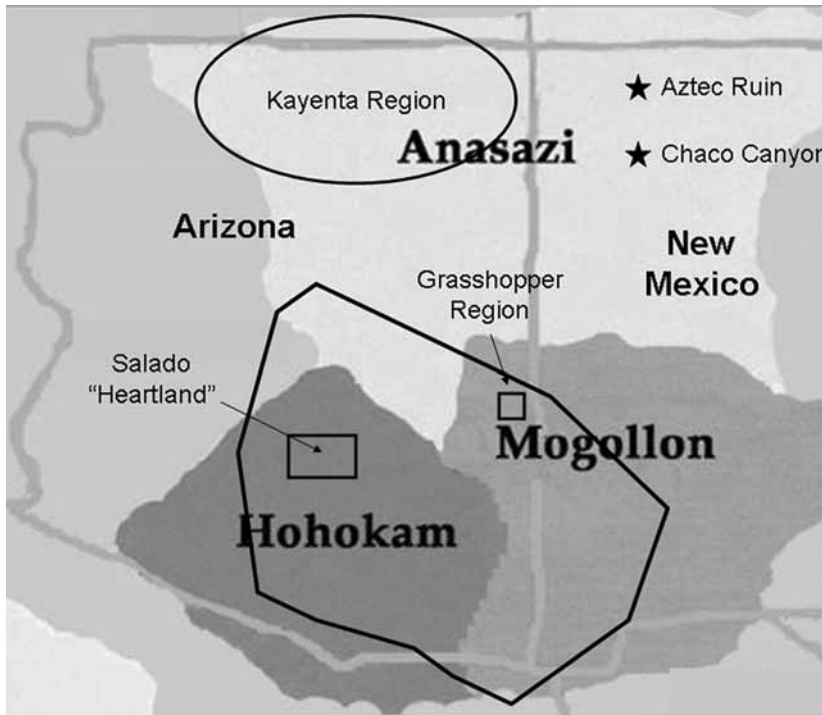 Kayenta Region
Aztec Ruin
Anasazi
Chaco Canyon
Arizona
New
Mexico
Grasshopper
Region
Salado
“Heartland”
Mogollon
Hohokam